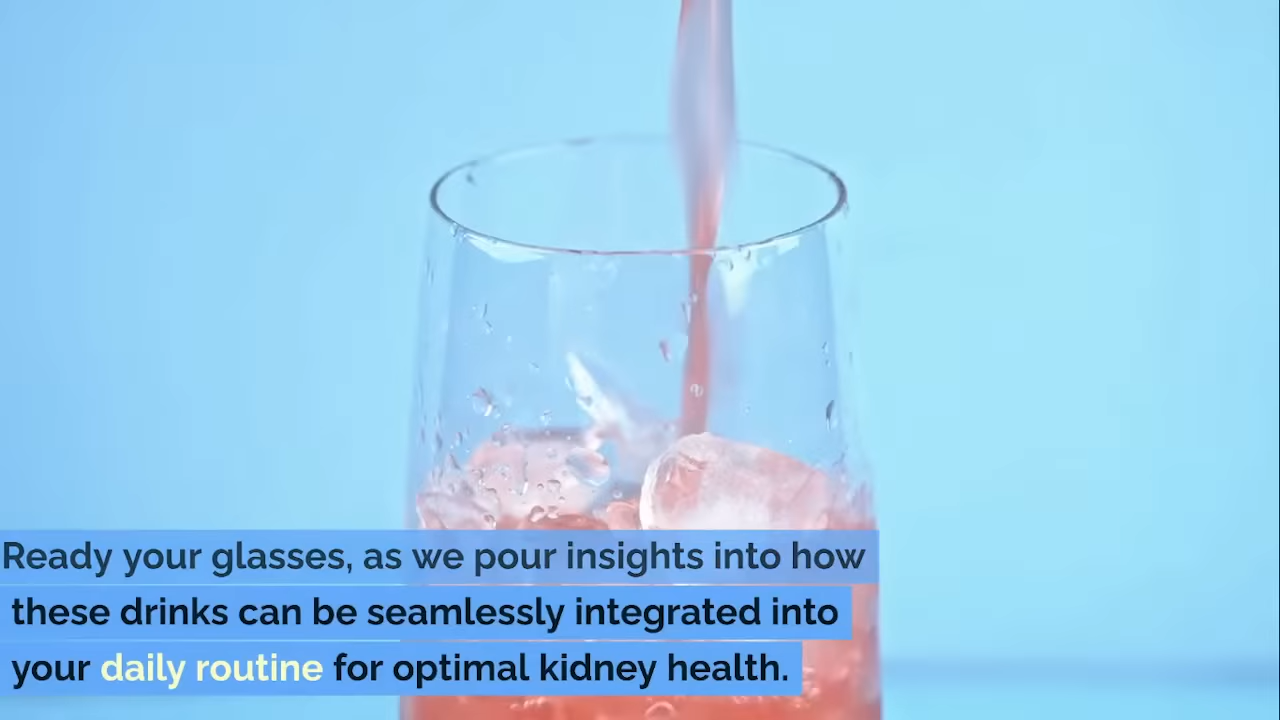 Ready your glasses, as we pour insights into how
these drinks can be seamlessly integrated into
your daily routine for optimal kidney health.